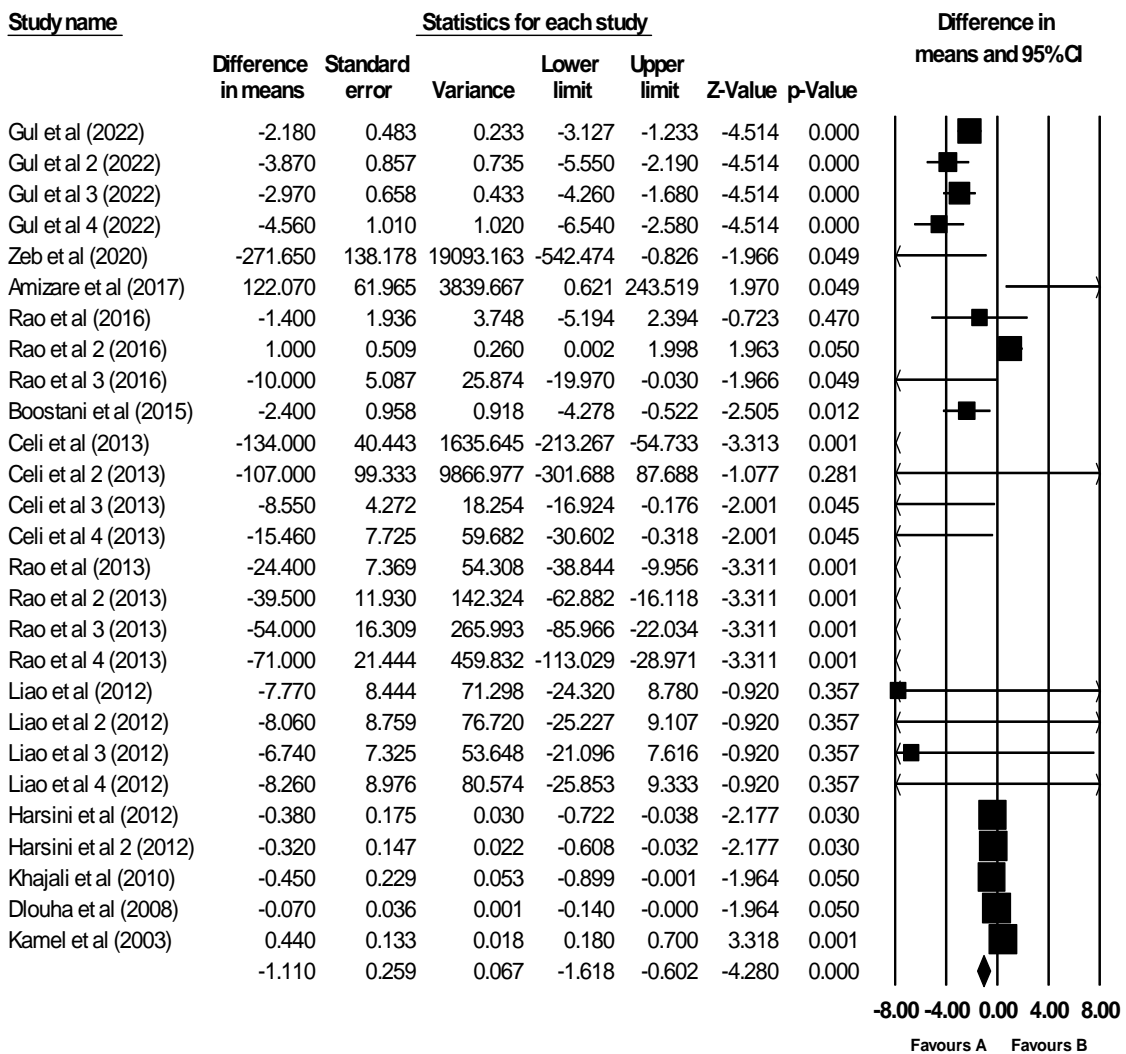 Study name Statistics for each study Difference in means and 95% CI
Difference in means Standard error Variance Lower limit Upper limit Z-Value p-Value
Gul et al (2022) -2.180 0.483 0.233 -3.127 -1.233 -4.514 0.000
Gul et al 2 (2022) -3.870 0.857 0.735 -5.550 -2.190 -4.514 0.000
Gul et al 3 (2022) -2.970 0.658 0.433 -4.260 -1.680 -4.514 0.000
Gul et al 4 (2022) -4.560 1.010 1.020 -6.540 -2.580 -4.514 0.000
Zeb et al (2020) -271.650 138.178 19093.163 -542.474 -0.826 -1.966 0.049
Amizare et al (2017) 122.070 61.965 3839.667 0.621 243.519 1.970 0.049
Rao et al (2016) -1.400 1.936 3.748 -5.194 2.394 -0.723 0.470
Rao et al 2 (2016) 1.000 0.509 0.260 0.002 1.998 1.963 0.050
Rao et al 3 (2016) -10.000 5.087 25.874 -19.970 -0.030 -1.966 0.049
Boostani et al (2015) -2.400 0.958 0.918 -4.278 -0.522 -2.505 0.012
Celi et al (2013) -134.000 40.443 1635.645 -213.267 -54.733 -3.313 0.001
Celi et al 2 (2013) -107.000 99.333 9866.977 -301.688 87.688 -1.077 0.281
Celi et al 3 (2013) -8.550 4.272 18.254 -16.924 -0.176 -2.001 0.045
Celi et al 4 (2013) -15.460 7.725 59.682 -30.602 -0.318 -2.001 0.045
Rao et al (2013) -24.400 7.369 54.308 -38.844 -9.956 -3.311 0.001
Rao et al 2 (2013) -39.500 11.930 142.324 -62.882 -16.118 -3.311 0.001
Rao et al 3 (2013) -54.000 16.309 265.993 -85.966 -22.034 -3.311 0.001
Rao et al 4 (2013) -71.000 21.444 459.832 -113.029 -28.971 -3.311 0.001
Liao et al (2012) -7.770 8.444 71.298 -24.320 8.780 -0.920 0.357
Liao et al 2 (2012) -8.060 8.759 76.720 -25.227 9.107 -0.920 0.357
Liao et al 3 (2012) -6.740 7.325 53.648 -21.096 7.616 -0.920 0.357
Liao et al 4 (2012) -8.260 8.976 80.574 -25.853 9.333 -0.920 0.357
Harsini et al (2012) -0.380 0.175 0.030 -0.722 -0.038 -2.177 0.030
Harsini et al 2 (2012) -0.320 0.147 0.022 -0.608 -0.032 -2.177 0.030
Khajali et al (2010) -0.450 0.229 0.053 -0.899 -0.001 -1.964 0.050
Dlouha et al (2008) -0.070 0.036 0.001 -0.140 -0.000 -1.964 0.050
Kamel et al (2003) 0.440 0.133 0.018 0.180 0.700 3.318 0.001
-1.110 0.259 0.067 -1.618 -0.602 -4.280 0.000
-8.00 -4.00 0.00 4.00 8.00
Favours A Favours B